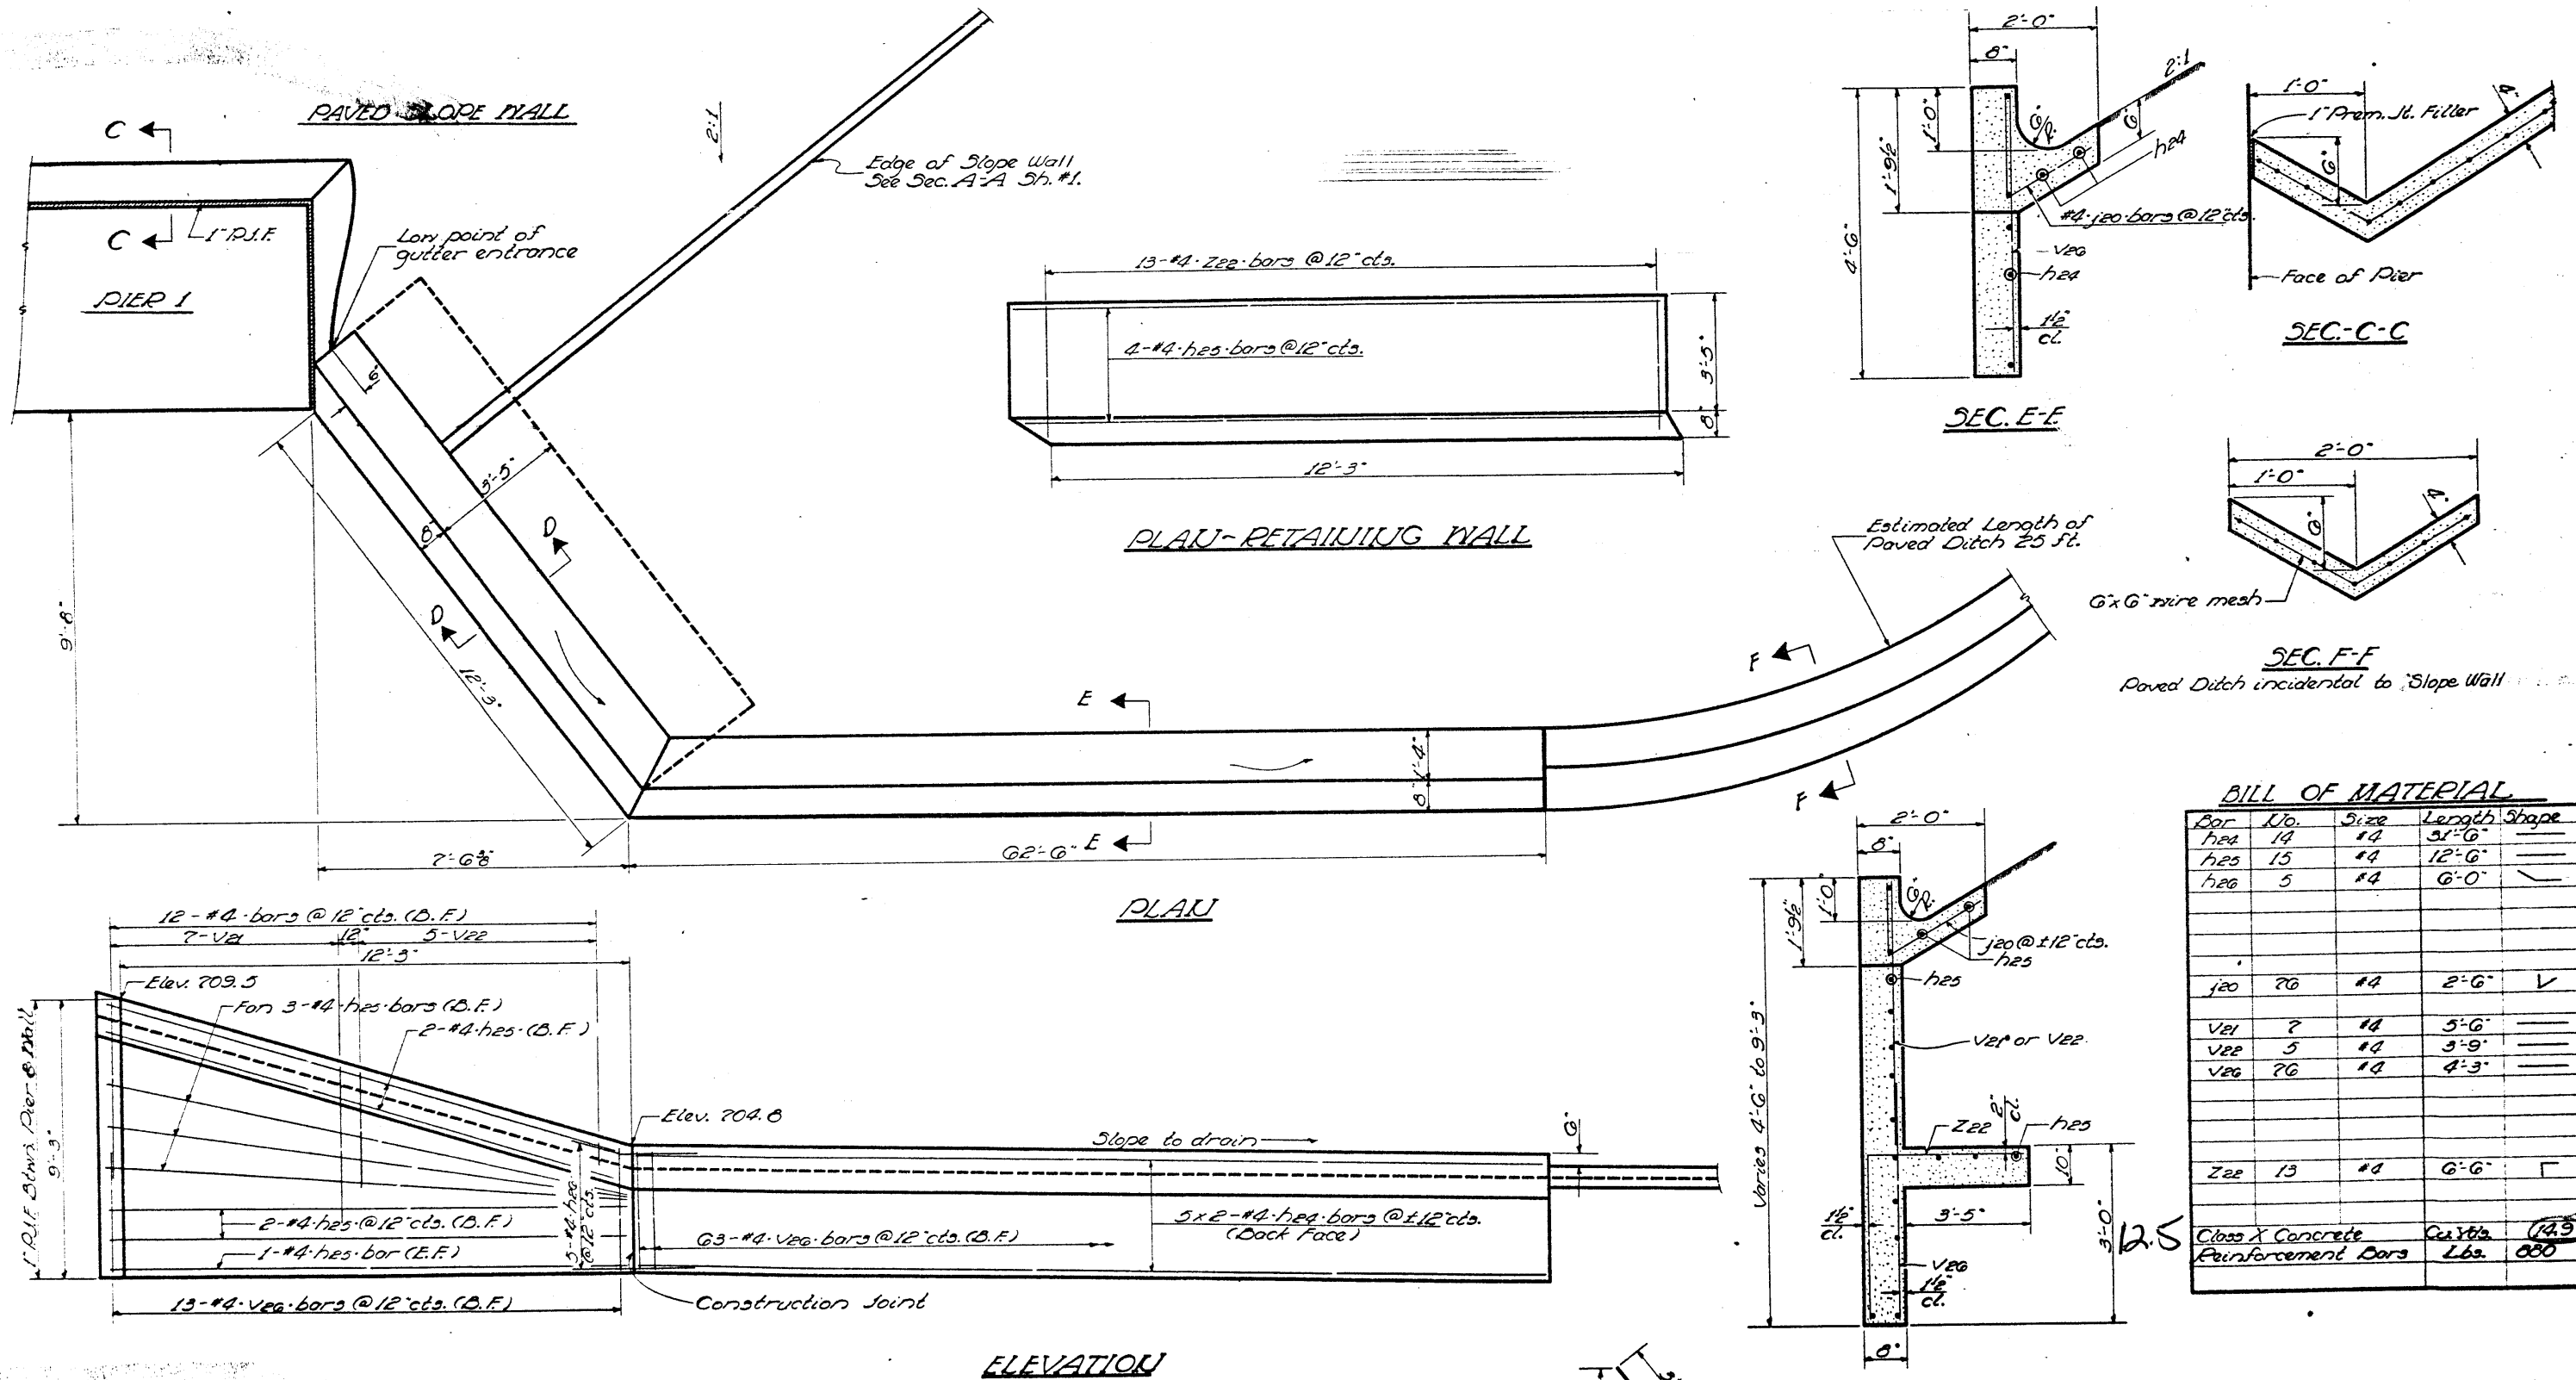 PAVED SLOPE WALL
C
C
1" P.J.F.
PIER 1
Low point of
gutter entrance
6"
2:1
Edge of Slope Wall
See Sec. A-A Sh. #1.
3'-5"
8"
D
D
12'-3"
9'-8"
7'-6⅜"
62'-6"
E
E
1'-4"
8"
F
F
Estimated Length of
Paved Ditch 25 ft.
PLAN
13-#4-Z22-bars @ 12" cts.
4-#4-h25-bars @ 12" cts.
3'-5"
8"
12'-3"
PLAN-RETAINING WALL
2'-0"
8"
2:1
1'-0"
6" R.
6"
h24
1'-9½"
4'-6"
#4-j20-bars @ 12" cts.
V26
h24
1½"
cl.
SEC. E-E
1'-0"
1" Prem. Jt. Filler
4"
6"
Face of Pier
SEC. C-C
2'-0"
1'-0"
4"
6"
6"x6" wire mesh
SEC. F-F
Paved Ditch incidental to Slope Wall
12-#4-bars @ 12" cts. (B.F.)
7-V21
12"
5-V22
12'-3"
Elev. 709.5
Fan 3-#4-h25-bars (B.F.)
2-#4-h25-(B.F.)
1" P.J.F. Btwn. Pier & Wall
9'-3"
Elev. 704.8
Slope to drain
6"
5-#4-h26
@ 12" cts.
2-#4-h25-@ 12" cts. (B.F.)
1-#4-h25-bar (E.F.)
63-#4-V26-bars @ 12" cts. (B.F.)
5x2-#4-h24-bars @ ±12" cts.
(Back Face)
13-#4-V26-bars @ 12" cts. (B.F.)
Construction Joint
ELEVATION
2'-0"
8"
1'-9½"
1'-0"
6" R.
j20 @ ±12" cts.
h25
h25
V21 or V22
Varies 4'-6" to 9'-3"
Z22
2"
cl.
h25
10"
3'-5"
3'-0"
1½"
cl.
V26
1½"
cl.
8"
BILL OF MATERIAL
Bar No. Size Length Shape
h24 14 #4 31'-6"
h25 15 #4 12'-6"
h26 5 #4 6'-0"
j20 76 #4 2'-6"
V21 7 #4 5'-6"
V22 5 #4 3'-9"
V26 76 #4 4'-3"
Z22 13 #4 6'-6"
12.5
Class X Concrete Cu. Yds. 14.9
Reinforcement Bars Lbs. 880